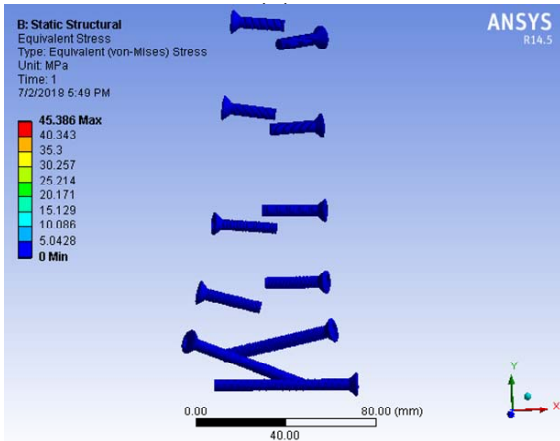 B: Static Structural
Equivalent Stress
Type: Equivalent (von-Mises) Stress
Unit: MPa
Time: 1
7/2/2018 5:49 PM
45.386 Max
40.343
35.3
30.257
25.214
20.171
15.129
10.086
5.0428
0 Min
ANSYS
R14.5
0.00
80.00 (mm)
40.00
Y
X